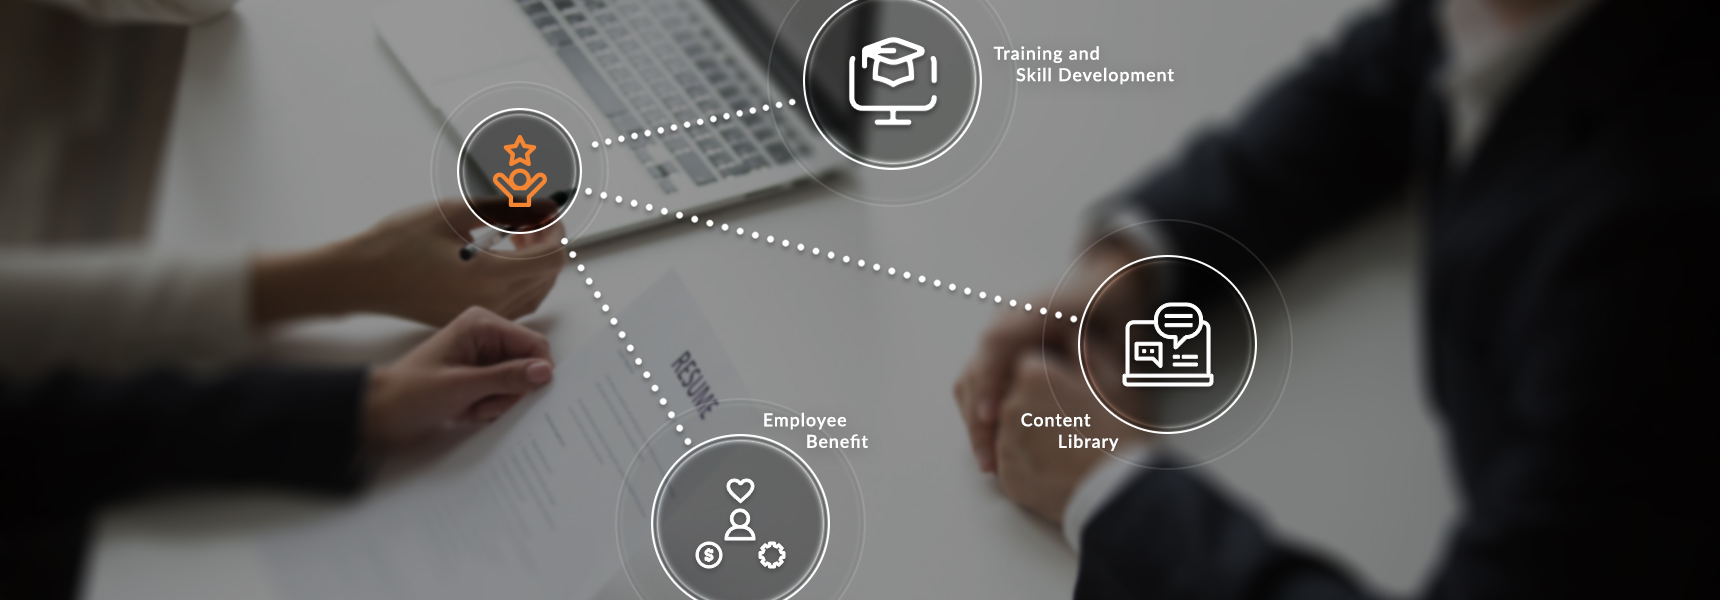 Training and
Skill Development
RESUME
Employee
Benefit
Content
Library
$